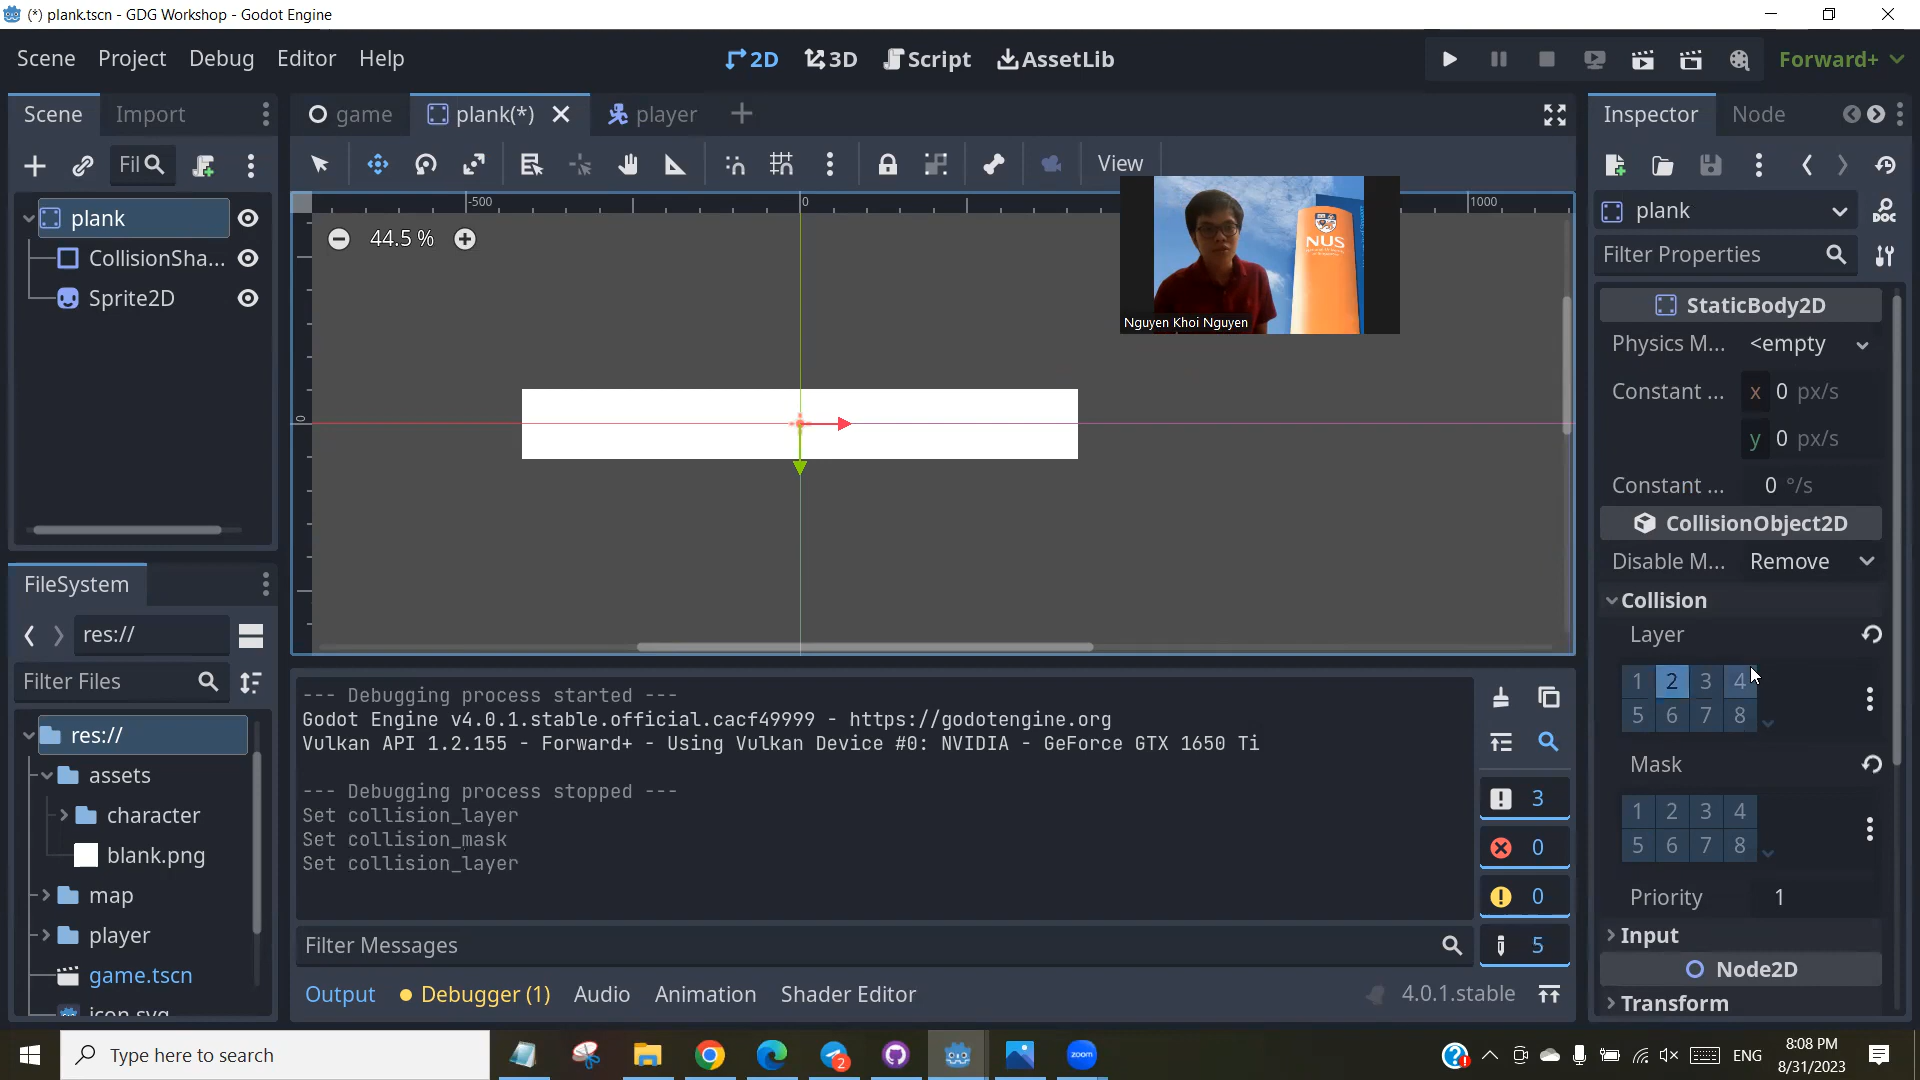 (*) plank.tscn - GDG Workshop - Godot Engine
Scene Project Debug Editor Help
2D 3D Script AssetLib
Forward+
Scene Import
game plank(*) player
Inspector Node
Fil
View
plank
DOC
Filter Properties
plank
CollisionSha...
Sprite2D
-500 0 1000
0
44.5 %
NUS
Nguyen Khoi Nguyen
StaticBody2D
Physics M... <empty
Constant ... x 0 px/s
y 0 px/s
Constant ... 0 °/s
CollisionObject2D
Disable M... Remove
Collision
Layer
1 2 3 4
5 6 7 8
Mask
1 2 3 4
5 6 7 8
Priority 1
Input
Node2D
Transform
FileSystem
res://
Filter Files
res://
assets
character
blank.png
map
player
game.tscn
icon.svg
--- Debugging process started ---
Godot Engine v4.0.1.stable.official.cacf49999 - https://godotengine.org
Vulkan API 1.2.155 - Forward+ - Using Vulkan Device #0: NVIDIA - GeForce GTX 1650 Ti
--- Debugging process stopped ---
Set collision_layer
Set collision_mask
Set collision_layer
3
0
0
5
Filter Messages
Output Debugger (1) Audio Animation Shader Editor
4.0.1.stable
Type here to search
2
zoom
ENG
8:08 PM
8/31/2023